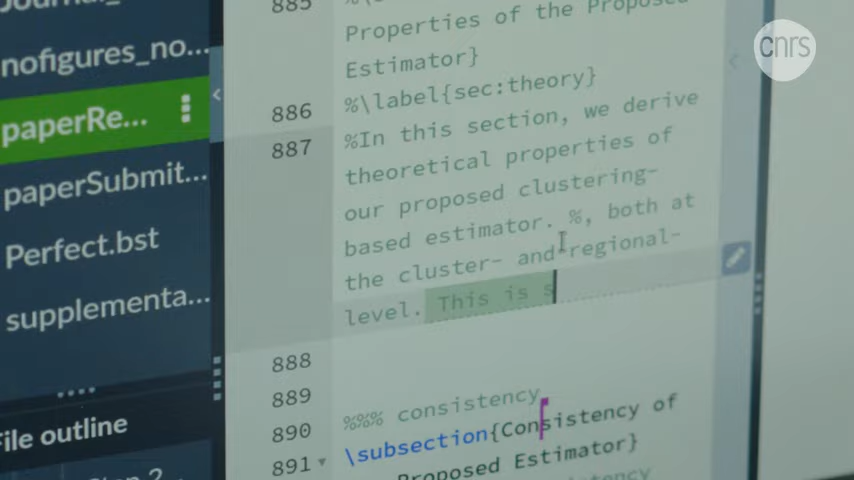 cnrs
nofigures_no...
paperRe...
paperSubmit...
Perfect.bst
supplementa...
File outline
885
Properties of the Proposed
Estimator}
886 %\label{sec:theory}
887 %In this section, we derive
theoretical properties of
our proposed clustering-
based estimator. %, both at
the cluster- and regional-
level. This is s
888
889
890 %%% consistency
891 \subsection{Consistency of
Proposed Estimator}